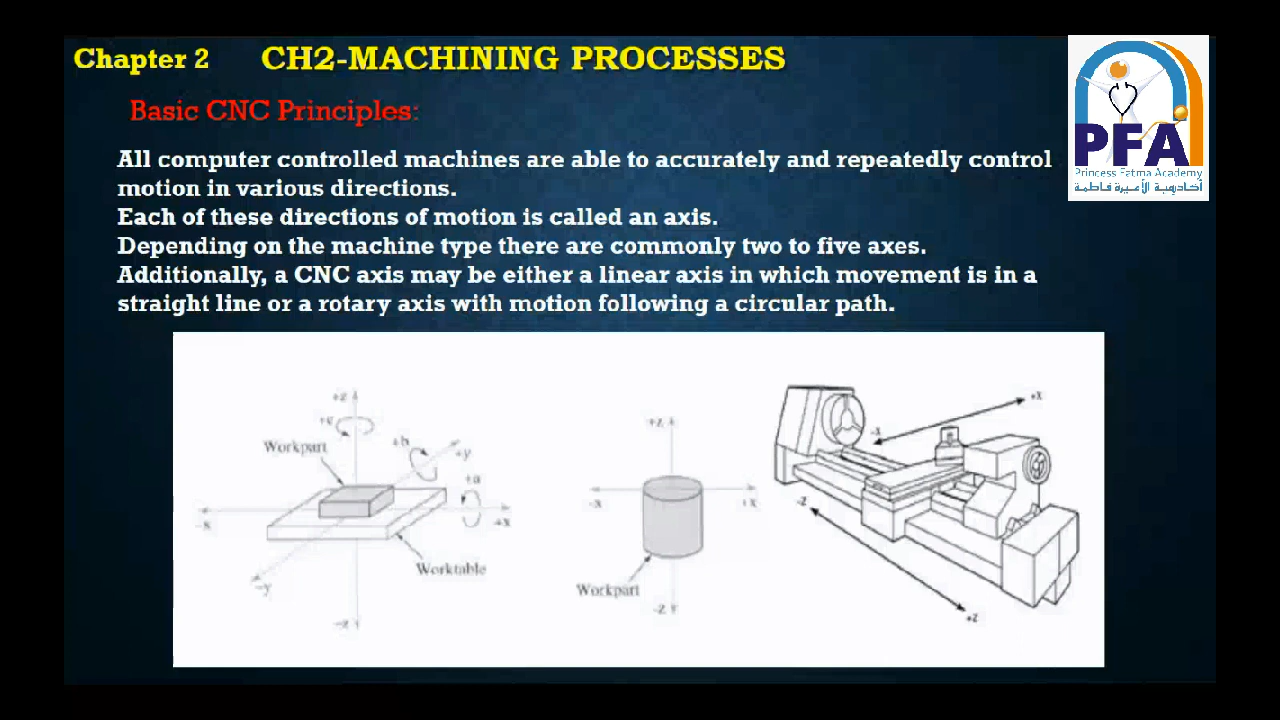 Chapter 2 CH2-MACHINING PROCESSES
PFA
Princess Fatma Academy
أكاديمية الأميرة فاطمة
Basic CNC Principles:
All computer controlled machines are able to accurately and repeatedly control
motion in various directions.
Each of these directions of motion is called an axis.
Depending on the machine type there are commonly two to five axes.
Additionally, a CNC axis may be either a linear axis in which movement is in a
straight line or a rotary axis with motion following a circular path.
+z
+c
Workpart
+b
+y
+a
-x
+x
Worktable
-y
-z
+z
-x
+x
Workpart
-z
+X
-X
-Z
+Z